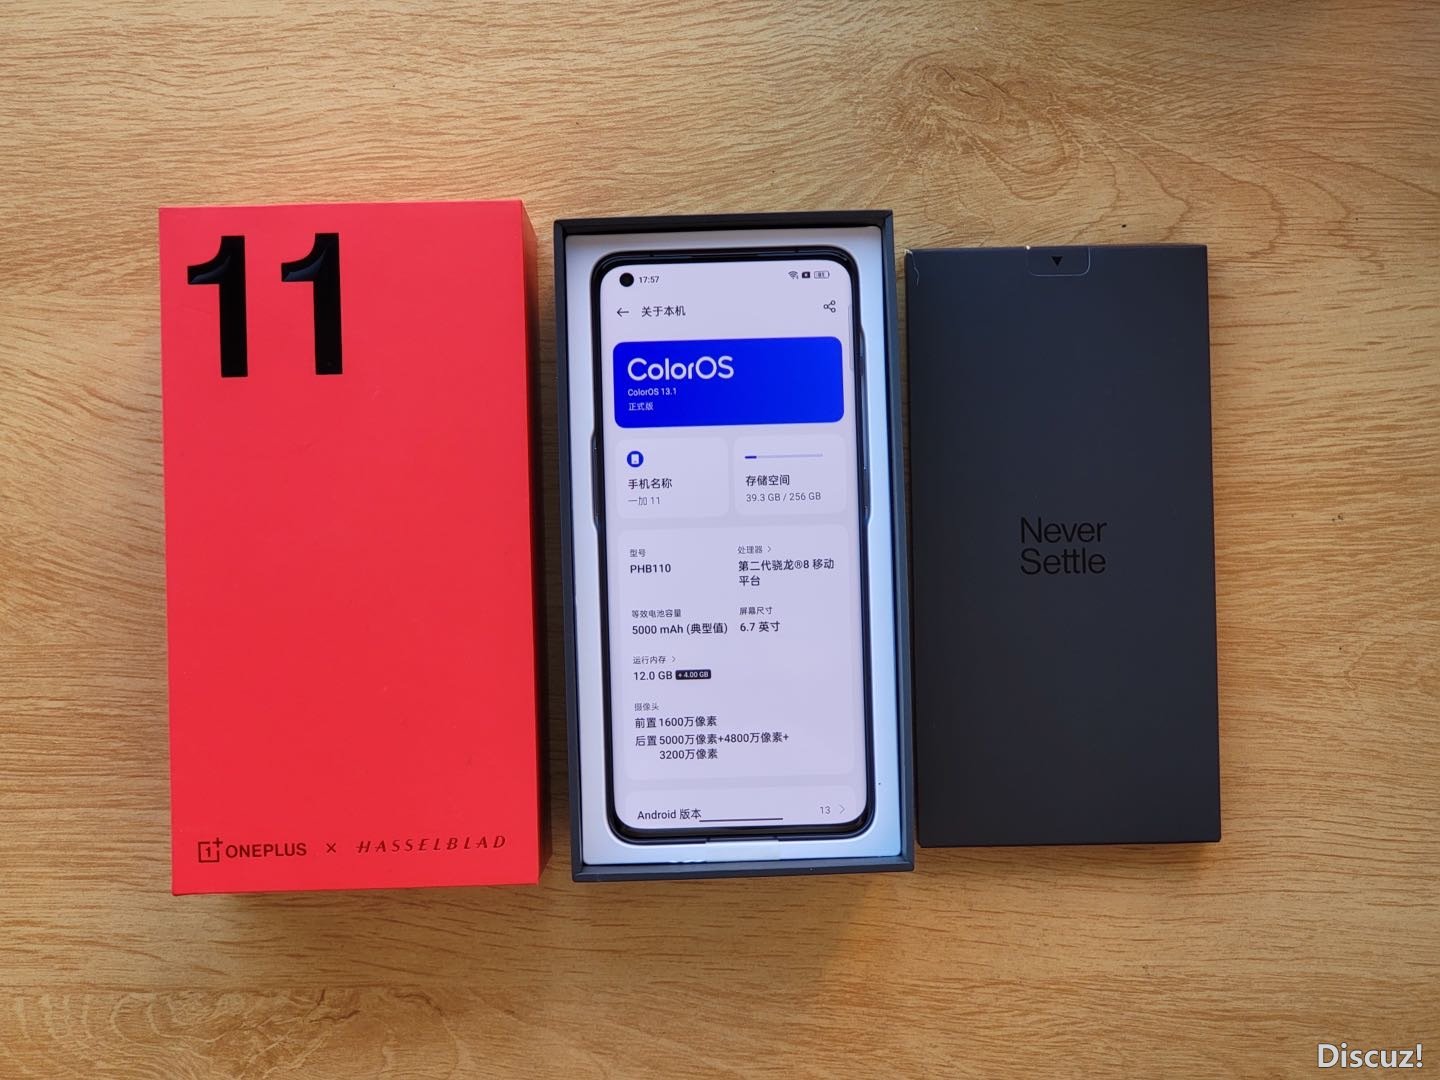 11
ONEPLUS × HASSELBLAD
17:57
81
← 关于本机
ColorOS
ColorOS 13.1
正式版
手机名称
一加 11
存储空间
39.3 GB / 256 GB
型号
PHB110
处理器 >
第二代骁龙®8 移动
平台
等效电池容量
5000 mAh (典型值)
屏幕尺寸
6.7 英寸
运行内存 >
12.0 GB + 4.00 GB
摄像头
前置 1600万像素
后置 5000万像素+4800万像素+
3200万像素
Android 版本 13 >
Never
Settle
Discuz!